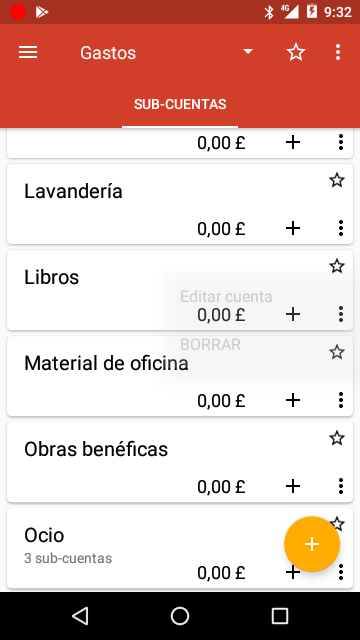 4G 9:32
Gastos
SUB-CUENTAS
0,00 £
Lavandería
0,00 £
Libros
Editar cuenta
0,00 £
BORRAR
Material de oficina
0,00 £
Obras benéficas
0,00 £
Ocio
3 sub-cuentas
0,00 £